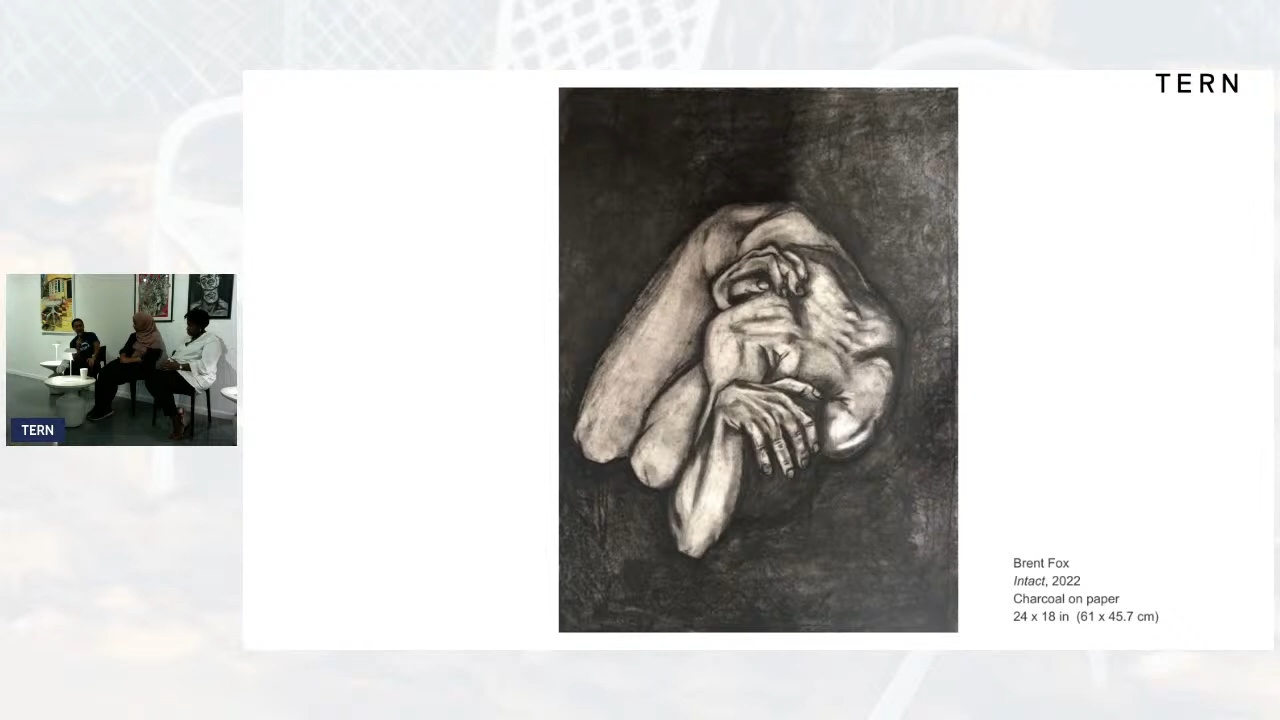 TERN
TERN
Brent Fox
Intact, 2022
Charcoal on paper
24 x 18 in (61 x 45.7 cm)